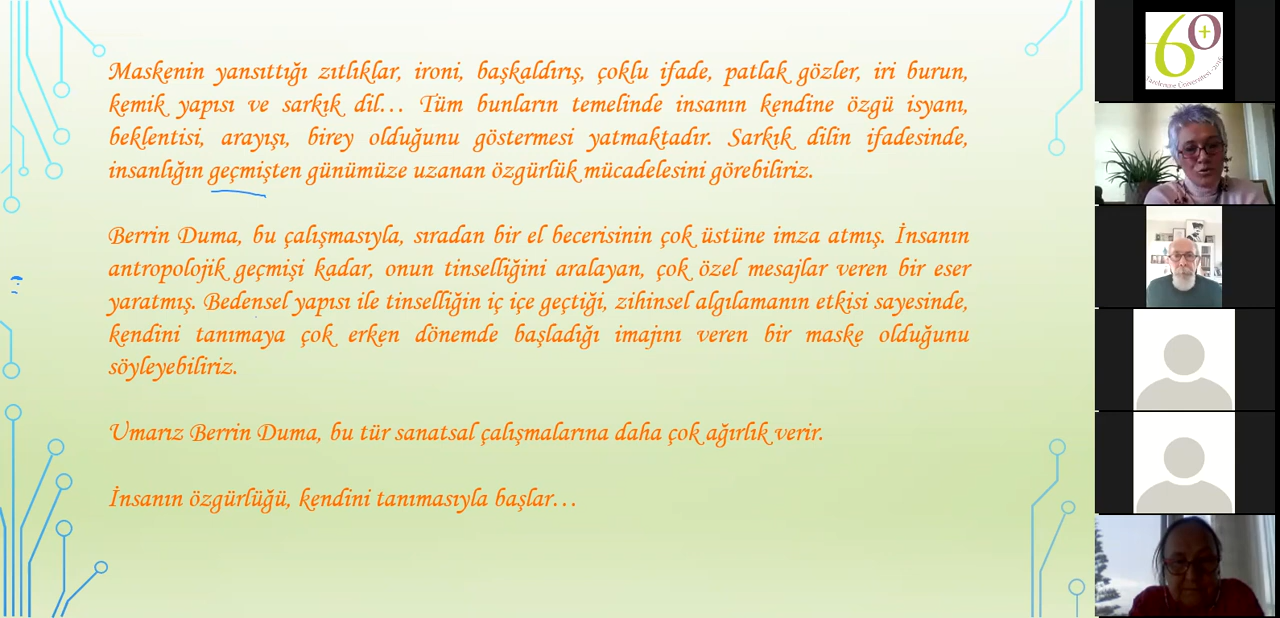 Maskenin yansıttığı zıtlıklar, ironi, başkaldırış, çoklu ifade, patlak gözler, iri burun,
kemik yapısı ve sarkık dil… Tüm bunların temelinde insanın kendine özgü isyanı,
beklentisi, arayışı, birey olduğunu göstermesi yatmaktadır. Sarkık dilin ifadesinde,
insanlığın geçmişten günümüze uzanan özgürlük mücadelesini görebiliriz.
Berrin Duma, bu çalışmasıyla, sıradan bir el becerisinin çok üstüne imza atmış. İnsanın
antropolojik geçmişi kadar, onun tinselliğini aralayan, çok özel mesajlar veren bir eser
yaratmış. Bedensel yapısı ile tinselliğin iç içe geçtiği, zihinsel algılamanın etkisi sayesinde,
kendini tanımaya çok erken dönemde başladığı imajını veren bir maske olduğunu
söyleyebiliriz.
Umarız Berrin Duma, bu tür sanatsal çalışmalarına daha çok ağırlık verir.
İnsanın özgürlüğü, kendini tanımasıyla başlar…
60+